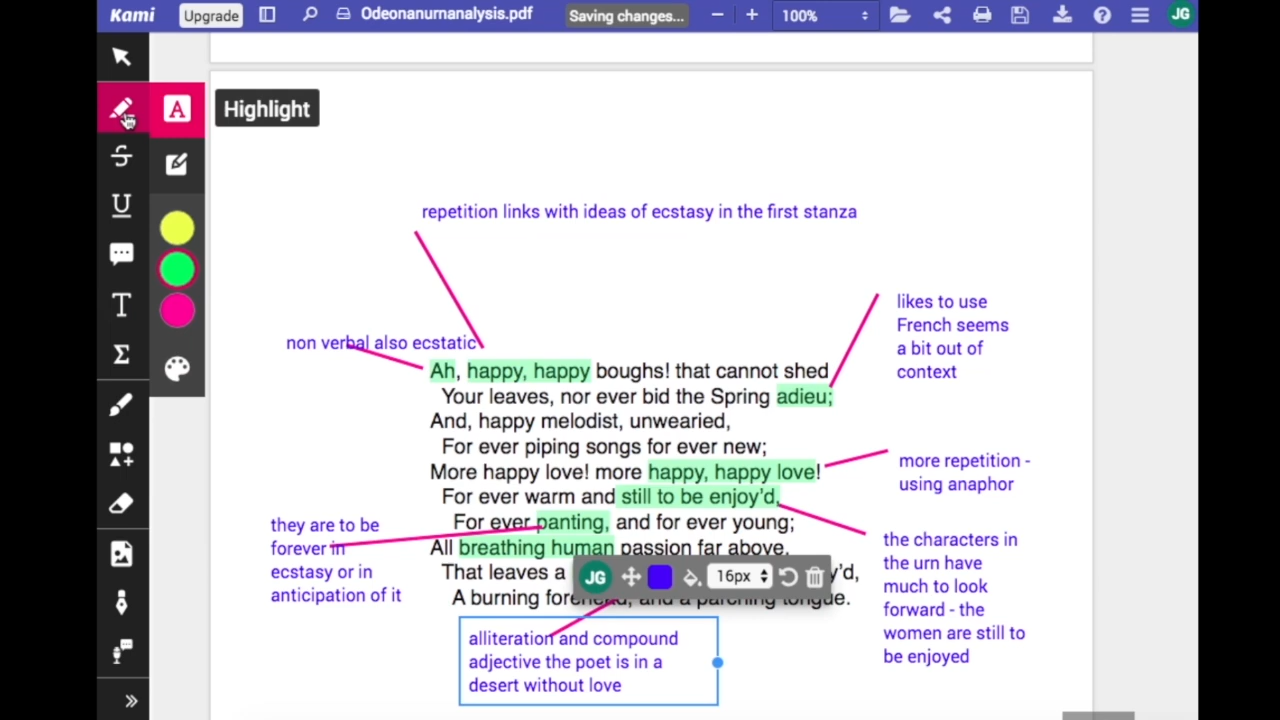 Kami
Upgrade
Odeonanurnanalysis.pdf
Saving changes...
100%
JG
A
Highlight
repetition links with ideas of ecstasy in the first stanza
likes to use
French seems
a bit out of
context
non verbal also ecstatic
Ah, happy, happy boughs! that cannot shed
Your leaves, nor ever bid the Spring adieu;
And, happy melodist, unwearied,
For ever piping songs for ever new;
More happy love! more happy, happy love!
For ever warm and still to be enjoy'd,
For ever panting, and for ever young;
All breathing human passion far above,
That leaves a
y'd,
A burning forehead, and a parching tongue.
more repetition -
using anaphor
they are to be
forever in
ecstasy or in
anticipation of it
the characters in
the urn have
much to look
forward - the
women are still to
be enjoyed
JG
16px
alliteration and compound
adjective the poet is in a
desert without love